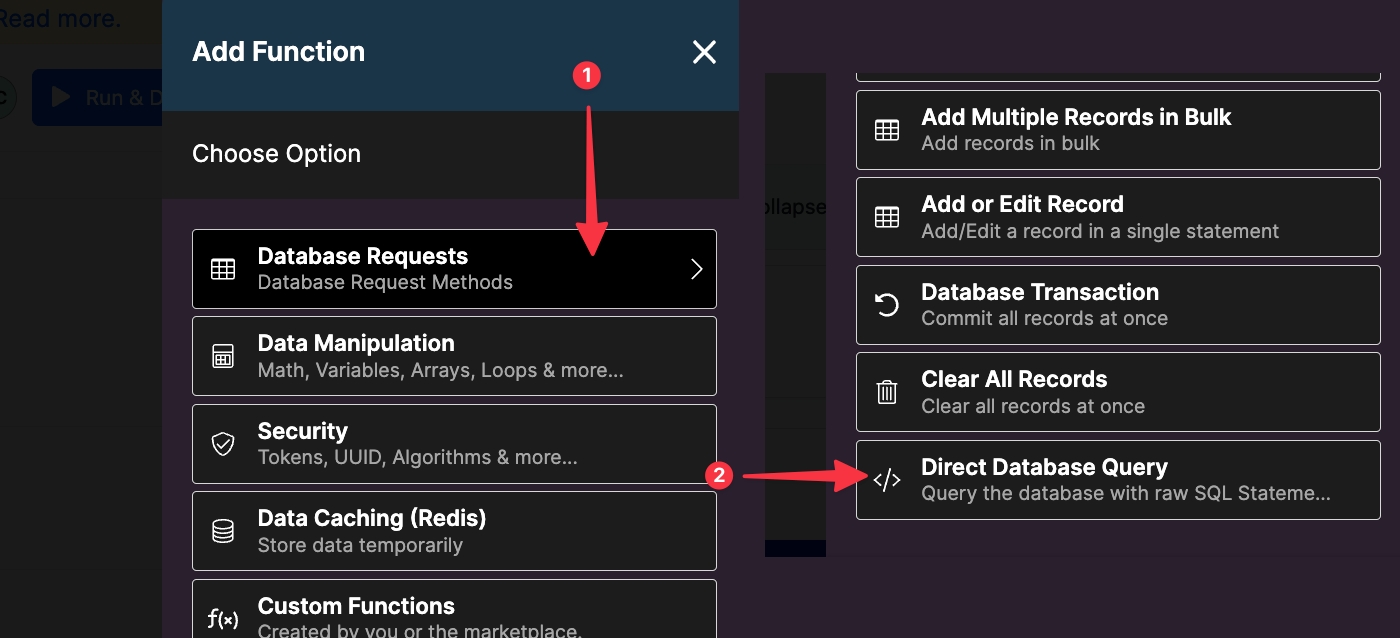 Read more.
Run & D
Add Function
1
Choose Option
Database Requests
Database Request Methods
Data Manipulation
Math, Variables, Arrays, Loops & more...
Security
Tokens, UUID, Algorithms & more...
Data Caching (Redis)
Store data temporarily
f(x)
Custom Functions
Created by you or the marketplace.
ollapse
Add Multiple Records in Bulk
Add records in bulk
Add or Edit Record
Add/Edit a record in a single statement
Database Transaction
Commit all records at once
Clear All Records
Clear all records at once
2
</>
Direct Database Query
Query the database with raw SQL Stateme...